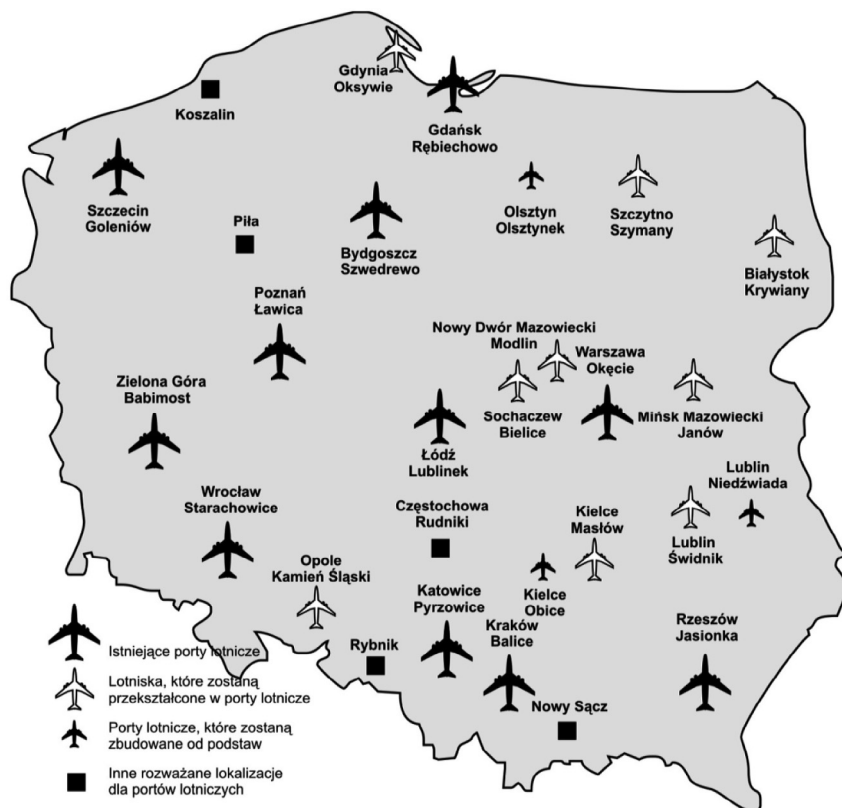 Gdynia
Oksywie
Koszalin
Gdańsk
Rębiechowo
Szczecin
Goleniów
Olsztyn
Olsztynek
Szczytno
Szymany
Piła
Bydgoszcz
Szwedrewo
Białystok
Krywiany
Poznań
Ławica
Nowy Dwór Mazowiecki
Modlin
Warszawa
Okęcie
Zielona Góra
Babimost
Sochaczew
Bielice
Mińsk Mazowiecki
Janów
Łódź
Lublinek
Lublin
Niedźwiada
Wrocław
Starachowice
Częstochowa
Rudniki
Kielce
Masłów
Lublin
Świdnik
Opole
Kamień Śląski
Kielce
Obice
Katowice
Pyrzowice
Kraków
Balice
Rzeszów
Jasionka
Rybnik
Nowy Sącz
Istniejące porty lotnicze
Lotniska, które zostaną
przekształcone w porty lotnicze
Porty lotnicze, które zostaną
zbudowane od podstaw
Inne rozważane lokalizacje
dla portów lotniczych